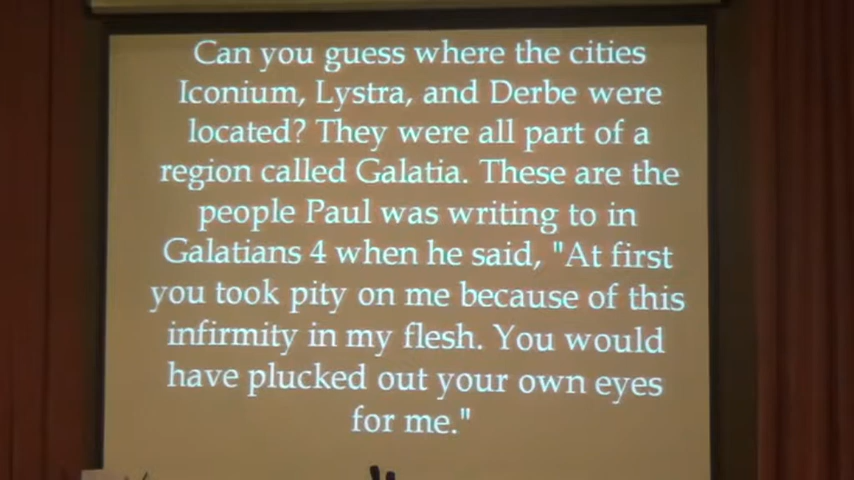 Can you guess where the cities
Iconium, Lystra, and Derbe were
located? They were all part of a
region called Galatia. These are the
people Paul was writing to in
Galatians 4 when he said, "At first
you took pity on me because of this
infirmity in my flesh. You would
have plucked out your own eyes
for me."